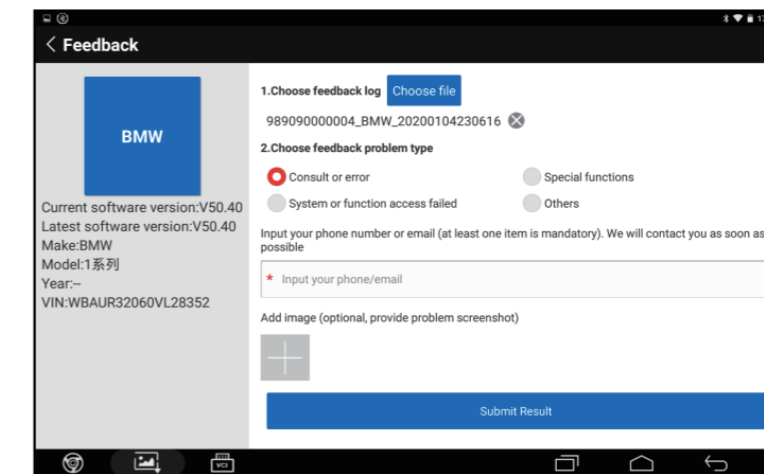 Feedback
BMW
Current software version:V50.40
Latest software version:V50.40
Make:BMW
Model:1系列
Year:--
VIN:WBAUR32060VL28352
1.Choose feedback log Choose file
989090000004_BMW_20200104230616
2.Choose feedback problem type
Consult or error Special functions
System or function access failed Others
Input your phone number or email (at least one item is mandatory). We will contact you as soon as
possible
* Input your phone/email
Add image (optional, provide problem screenshot)
Submit Result
VCI